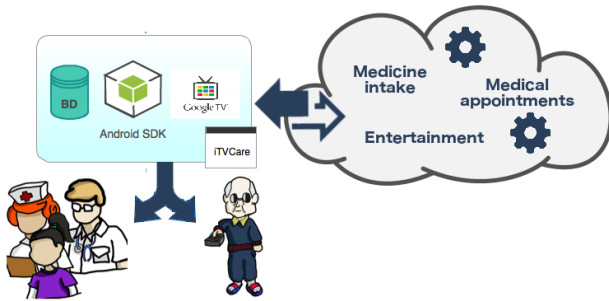 BD
Google TV
Android SDK
iTVCare
Medicine
intake
Medical
appointments
Entertainment